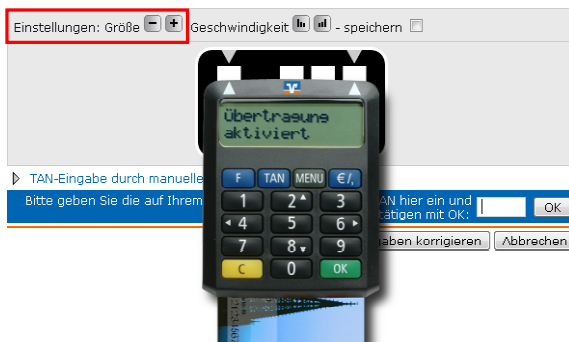 Einstellungen: Größe − + Geschwindigkeit - speichern
Übertragung
aktiviert
TAN-Eingabe durch manuelle
F TAN MENU €/,
Bitte geben Sie die auf Ihrem
AN hier ein und
tätigen mit OK:
OK
1 2 3
4 5 6
7 8 9
C 0 OK
aben korrigieren
Abbrechen